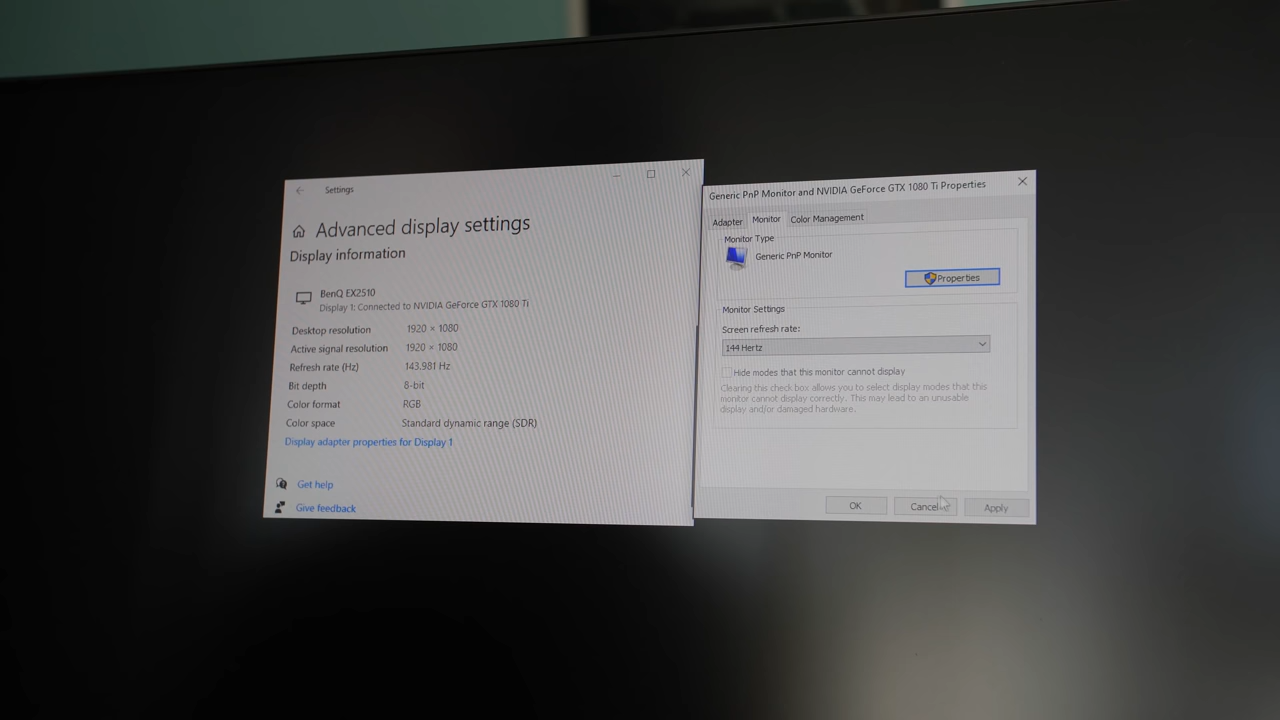 Settings
Advanced display settings
Display information
BenQ EX2510
Display 1: Connected to NVIDIA GeForce GTX 1080 Ti
Desktop resolution 1920 × 1080
Active signal resolution 1920 × 1080
Refresh rate (Hz) 143.981 Hz
Bit depth 8-bit
Color format RGB
Color space Standard dynamic range (SDR)
Display adapter properties for Display 1
Get help
Give feedback
Generic PnP Monitor and NVIDIA GeForce GTX 1080 Ti Properties
Adapter Monitor Color Management
Monitor Type
Generic PnP Monitor
Properties
Monitor Settings
Screen refresh rate:
144 Hertz
Hide modes that this monitor cannot display
Clearing this check box allows you to select display modes that this
monitor cannot display correctly. This may lead to an unusable
display and/or damaged hardware.
OK Cancel Apply